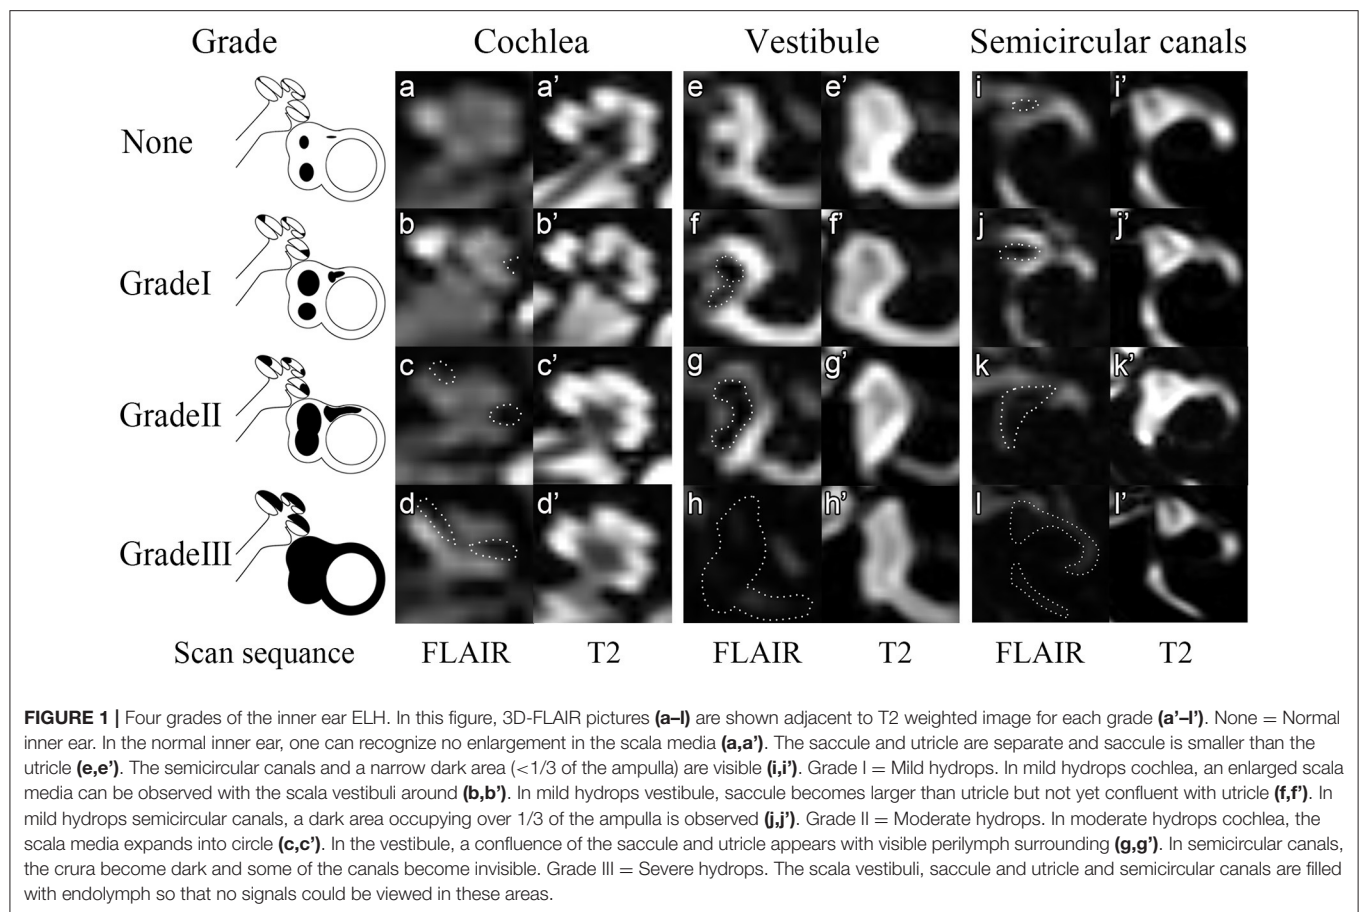 Grade Cochlea Vestibule Semicircular canals
None a a' e e' i i'
GradeI b b' f f' j j'
GradeII c c' g g' k k'
GradeIII d d' h h' l l'
Scan sequance FLAIR T2 FLAIR T2 FLAIR T2
FIGURE 1 | Four grades of the inner ear ELH. In this figure, 3D-FLAIR pictures (a–l) are shown adjacent to T2 weighted image for each grade (a’–l’). None = Normal
inner ear. In the normal inner ear, one can recognize no enlargement in the scala media (a,a’). The saccule and utricle are separate and saccule is smaller than the
utricle (e,e’). The semicircular canals and a narrow dark area (<1/3 of the ampulla) are visible (i,i’). Grade I = Mild hydrops. In mild hydrops cochlea, an enlarged scala
media can be observed with the scala vestibuli around (b,b’). In mild hydrops vestibule, saccule becomes larger than utricle but not yet confluent with utricle (f,f’). In
mild hydrops semicircular canals, a dark area occupying over 1/3 of the ampulla is observed (j,j’). Grade II = Moderate hydrops. In moderate hydrops cochlea, the
scala media expands into circle (c,c’). In the vestibule, a confluence of the saccule and utricle appears with visible perilymph surrounding (g,g’). In semicircular canals,
the crura become dark and some of the canals become invisible. Grade III = Severe hydrops. The scala vestibuli, saccule and utricle and semicircular canals are filled
with endolymph so that no signals could be viewed in these areas.